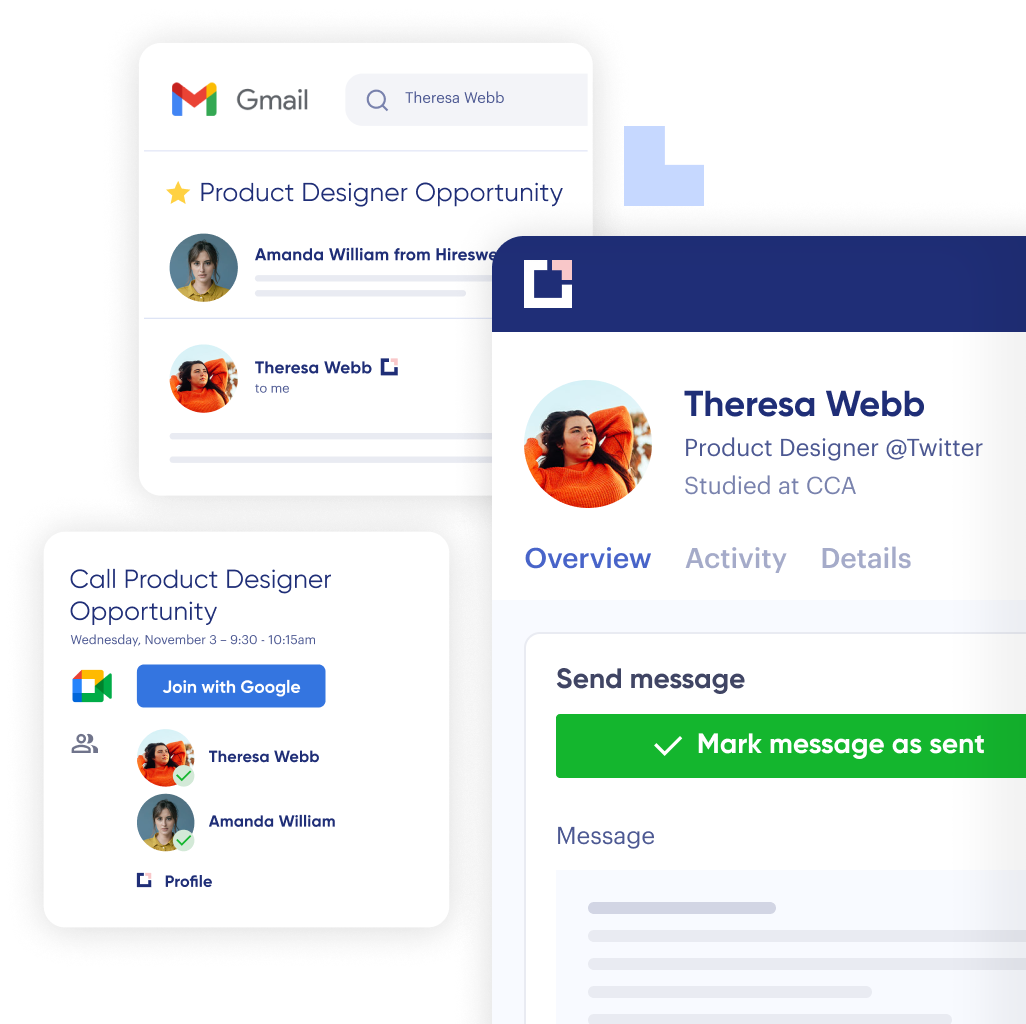 Gmail
Theresa Webb
Product Designer Opportunity
Amanda William from Hireswe
Theresa Webb
to me
Theresa Webb
Product Designer @Twitter
Studied at CCA
Overview Activity Details
Send message
Mark message as sent
Message
Call Product Designer
Opportunity
Wednesday, November 3 – 9:30 - 10:15am
Join with Google
Theresa Webb
Amanda William
Profile